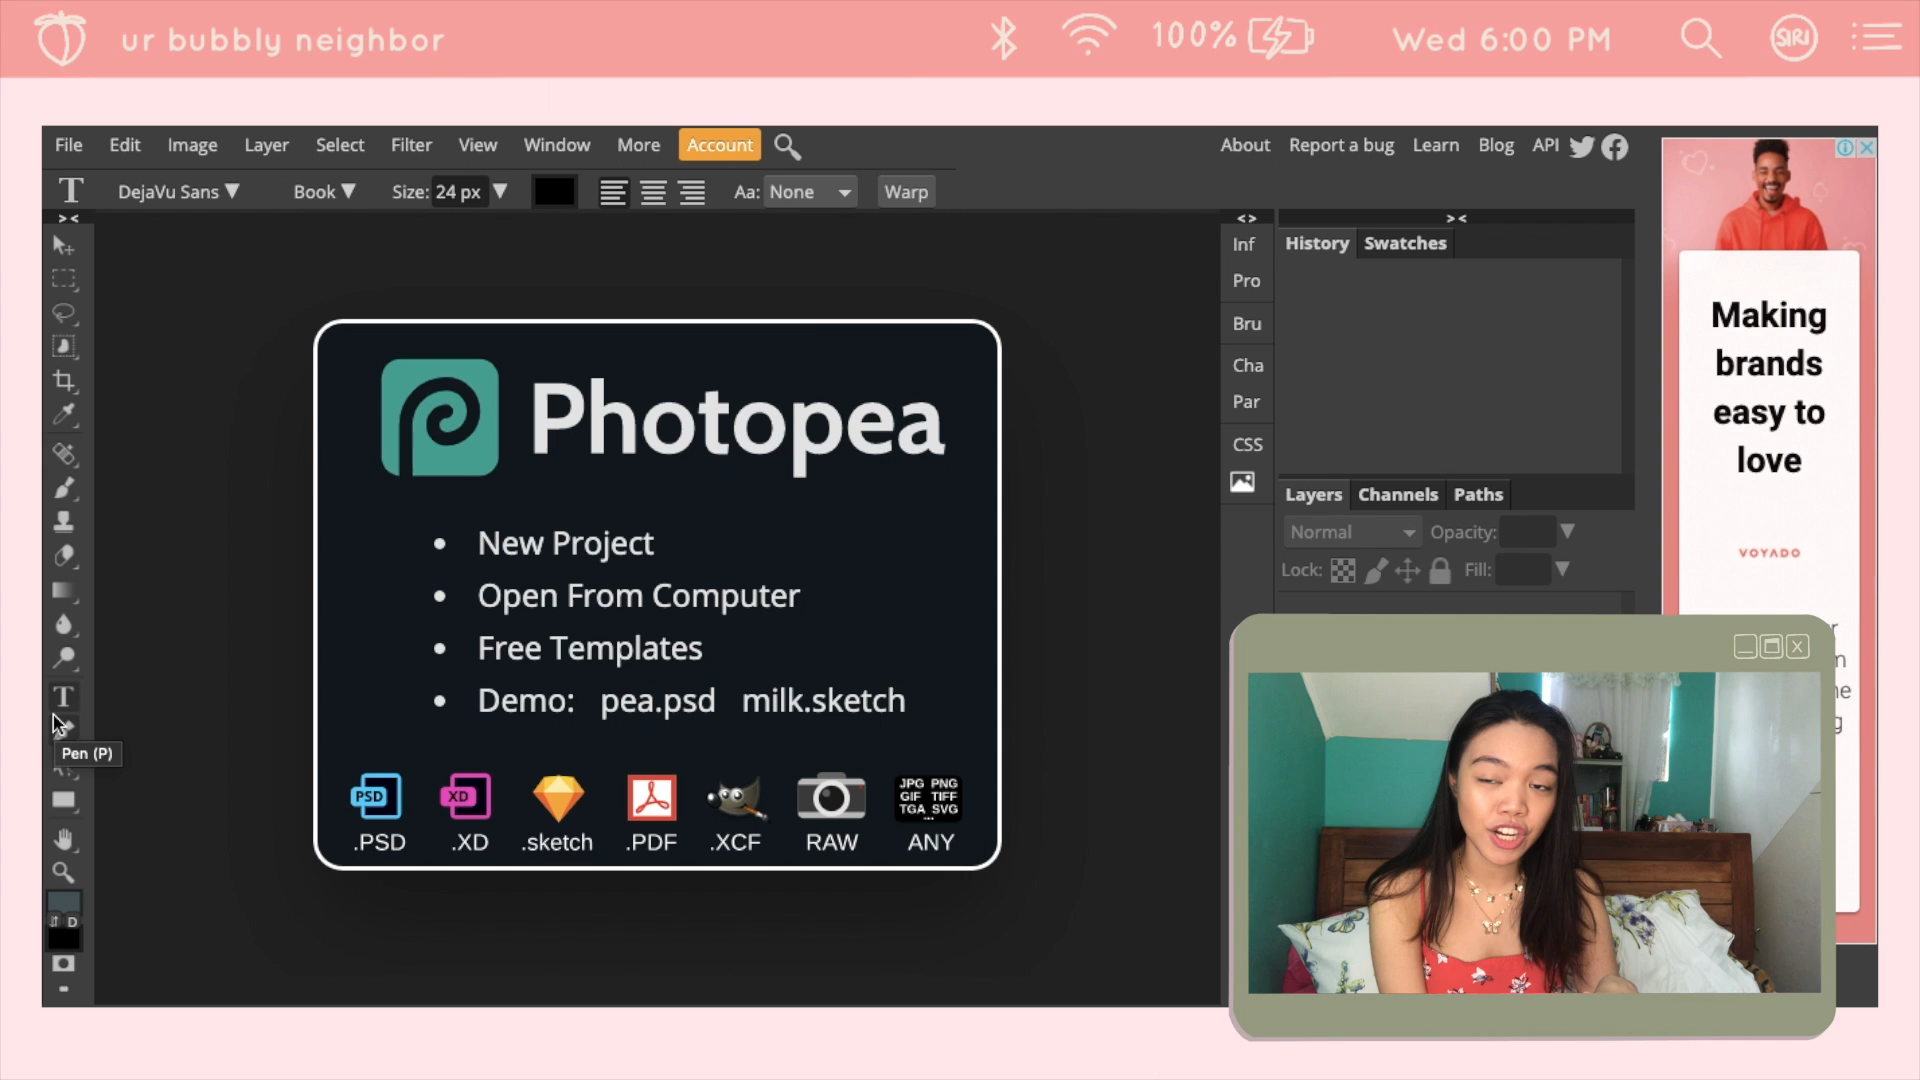 ur bubbly neighbor
100%
Wed 6:00 PM
SIRI
File Edit Image Layer Select Filter View Window More Account
About Report a bug Learn Blog API
T DejaVu Sans Book Size: 24 px Aa: None Warp
> <
< >
> <
Inf
Pro
Bru
Cha
Par
CSS
History Swatches
Layers Channels Paths
Normal Opacity:
Lock: Fill:
T
Pen (P)
D
Photopea
• New Project
• Open From Computer
• Free Templates
• Demo: pea.psd milk.sketch
PSD
XD
JPG PNG
GIF TIFF
TGA SVG
...
.PSD .XD .sketch .PDF .XCF RAW ANY
Making
brands
easy to
love
VOYADO